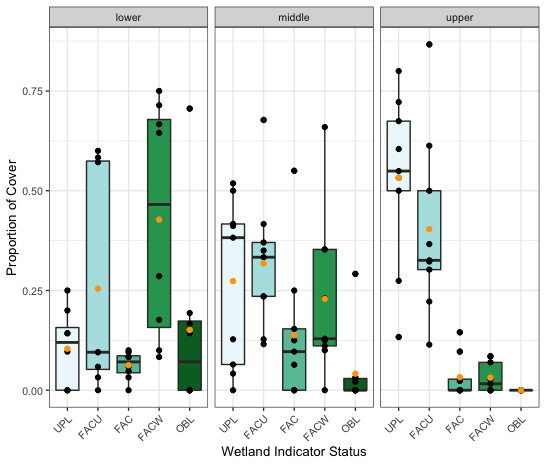 lower middle upper
Proportion of Cover
0.75
0.50
0.25
0.00
UPL FACU FAC FACW OBL UPL FACU FAC FACW OBL UPL FACU FAC FACW OBL
Wetland Indicator Status